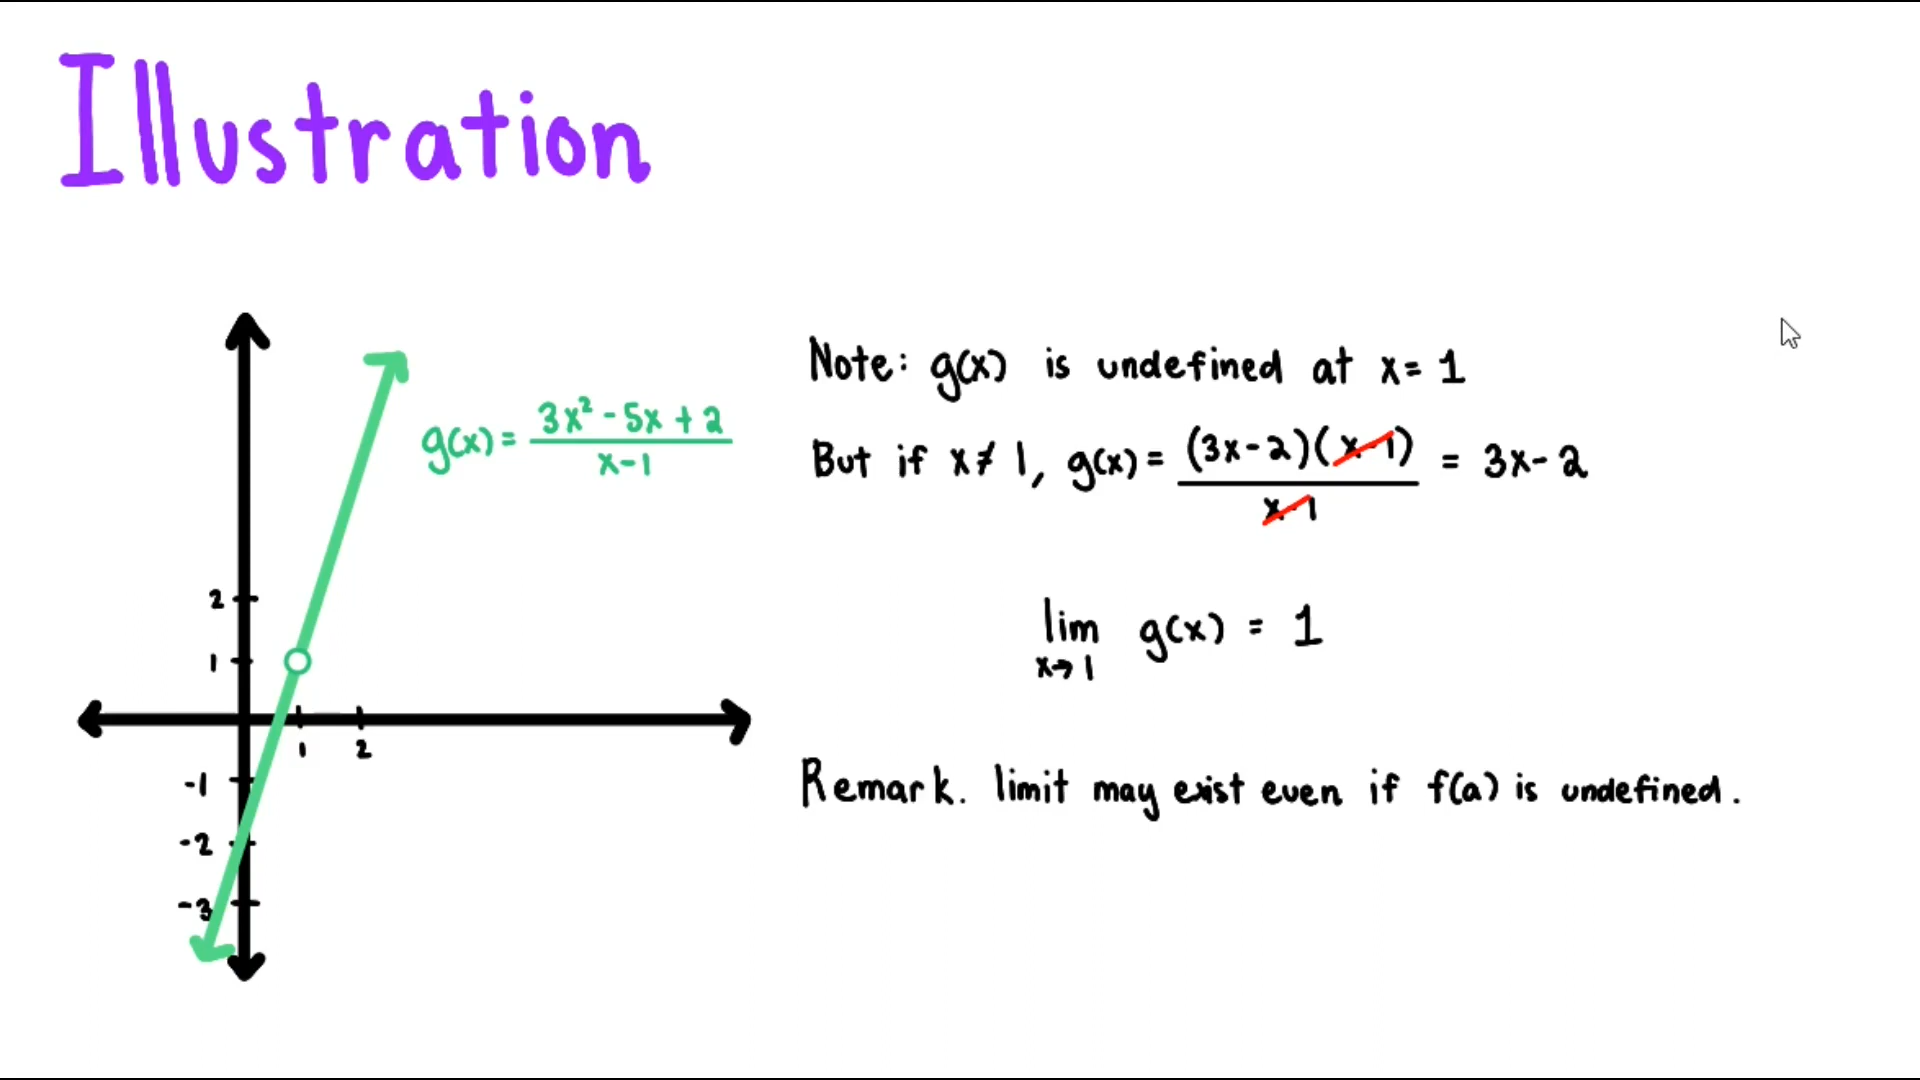 Illustration
g(x) = 3x² - 5x + 2 / x - 1
2
1
1 2
-1
-2
-3
Note: g(x) is undefined at x = 1
But if x ≠ 1, g(x) = (3x - 2)(x - 1) / x - 1 = 3x - 2
lim x→1 g(x) = 1
Remark. limit may exist even if f(a) is undefined.